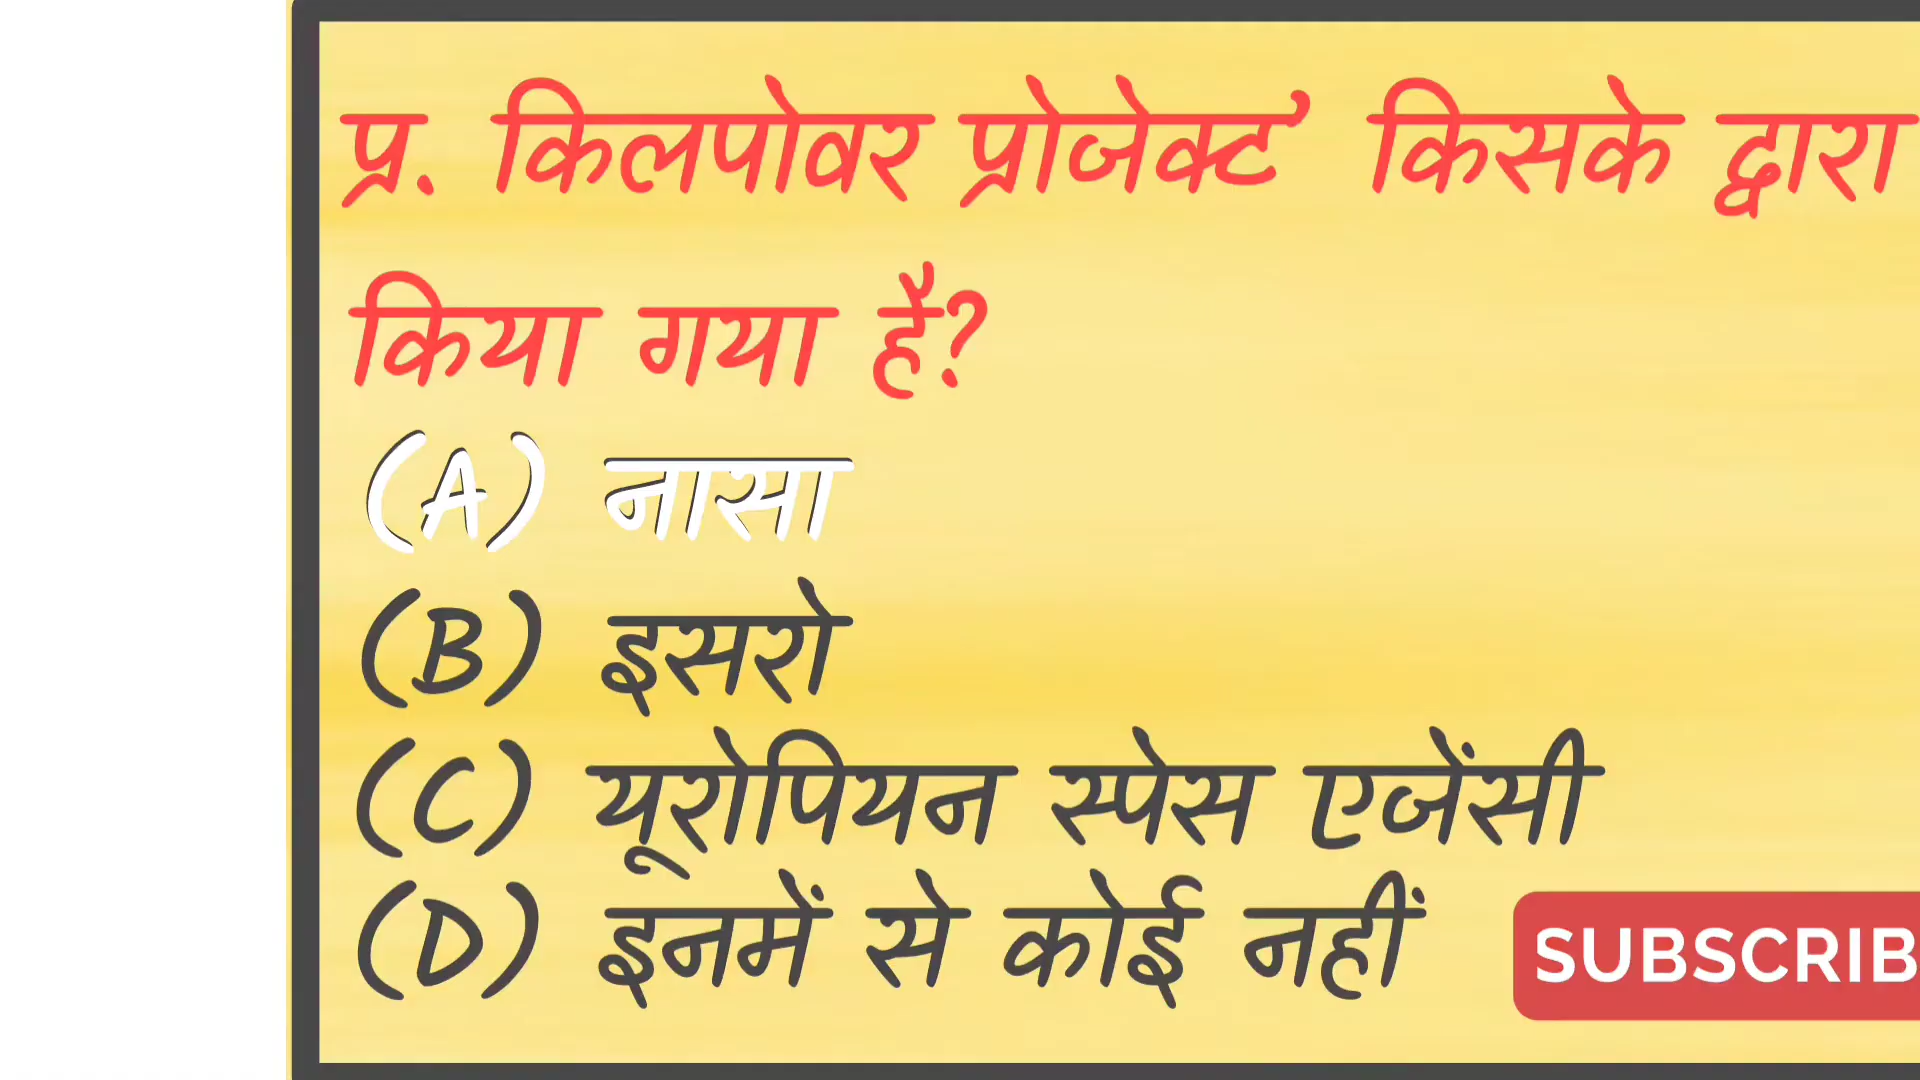 प्र. किलपोवर प्रोजेक्ट' किसके द्वारा
किया गया है?
(A) नासा
(B) इसरो
(C) यूरोपियन स्पेस एजेंसी
(D) इनमें से कोई नहीं
SUBSCRIB